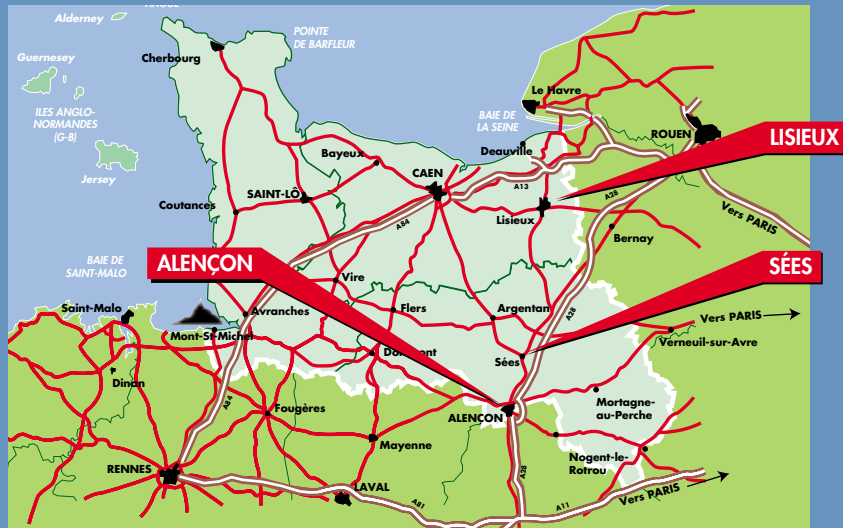 HAGUE
Alderney
POINTE
DE BARFLEUR
Cherbourg
Guernesey
ILES ANGLO-
NORMANDES
(G-B)
Le Havre
BAIE DE
LA SEINE
ROUEN
LISIEUX
Jersey
Bayeux
Deauville
CAEN
A13
A28
SAINT-LÔ
Coutances
Lisieux
Vers PARIS
A84
Bernay
BAIE DE
SAINT-MALO
ALENÇON
SÉES
Vire
Saint-Malo
Avranches
Flers
Argentan
A28
Vers PARIS
Mont-St-Michel
Verneuil-sur-Avre
Sées
Dinan
A84
Fougères
ALENÇON
Mortagne-
au-Perche
Mayenne
RENNES
Nogent-le-
Rotrou
A28
LAVAL
A81
A11
Vers PARIS